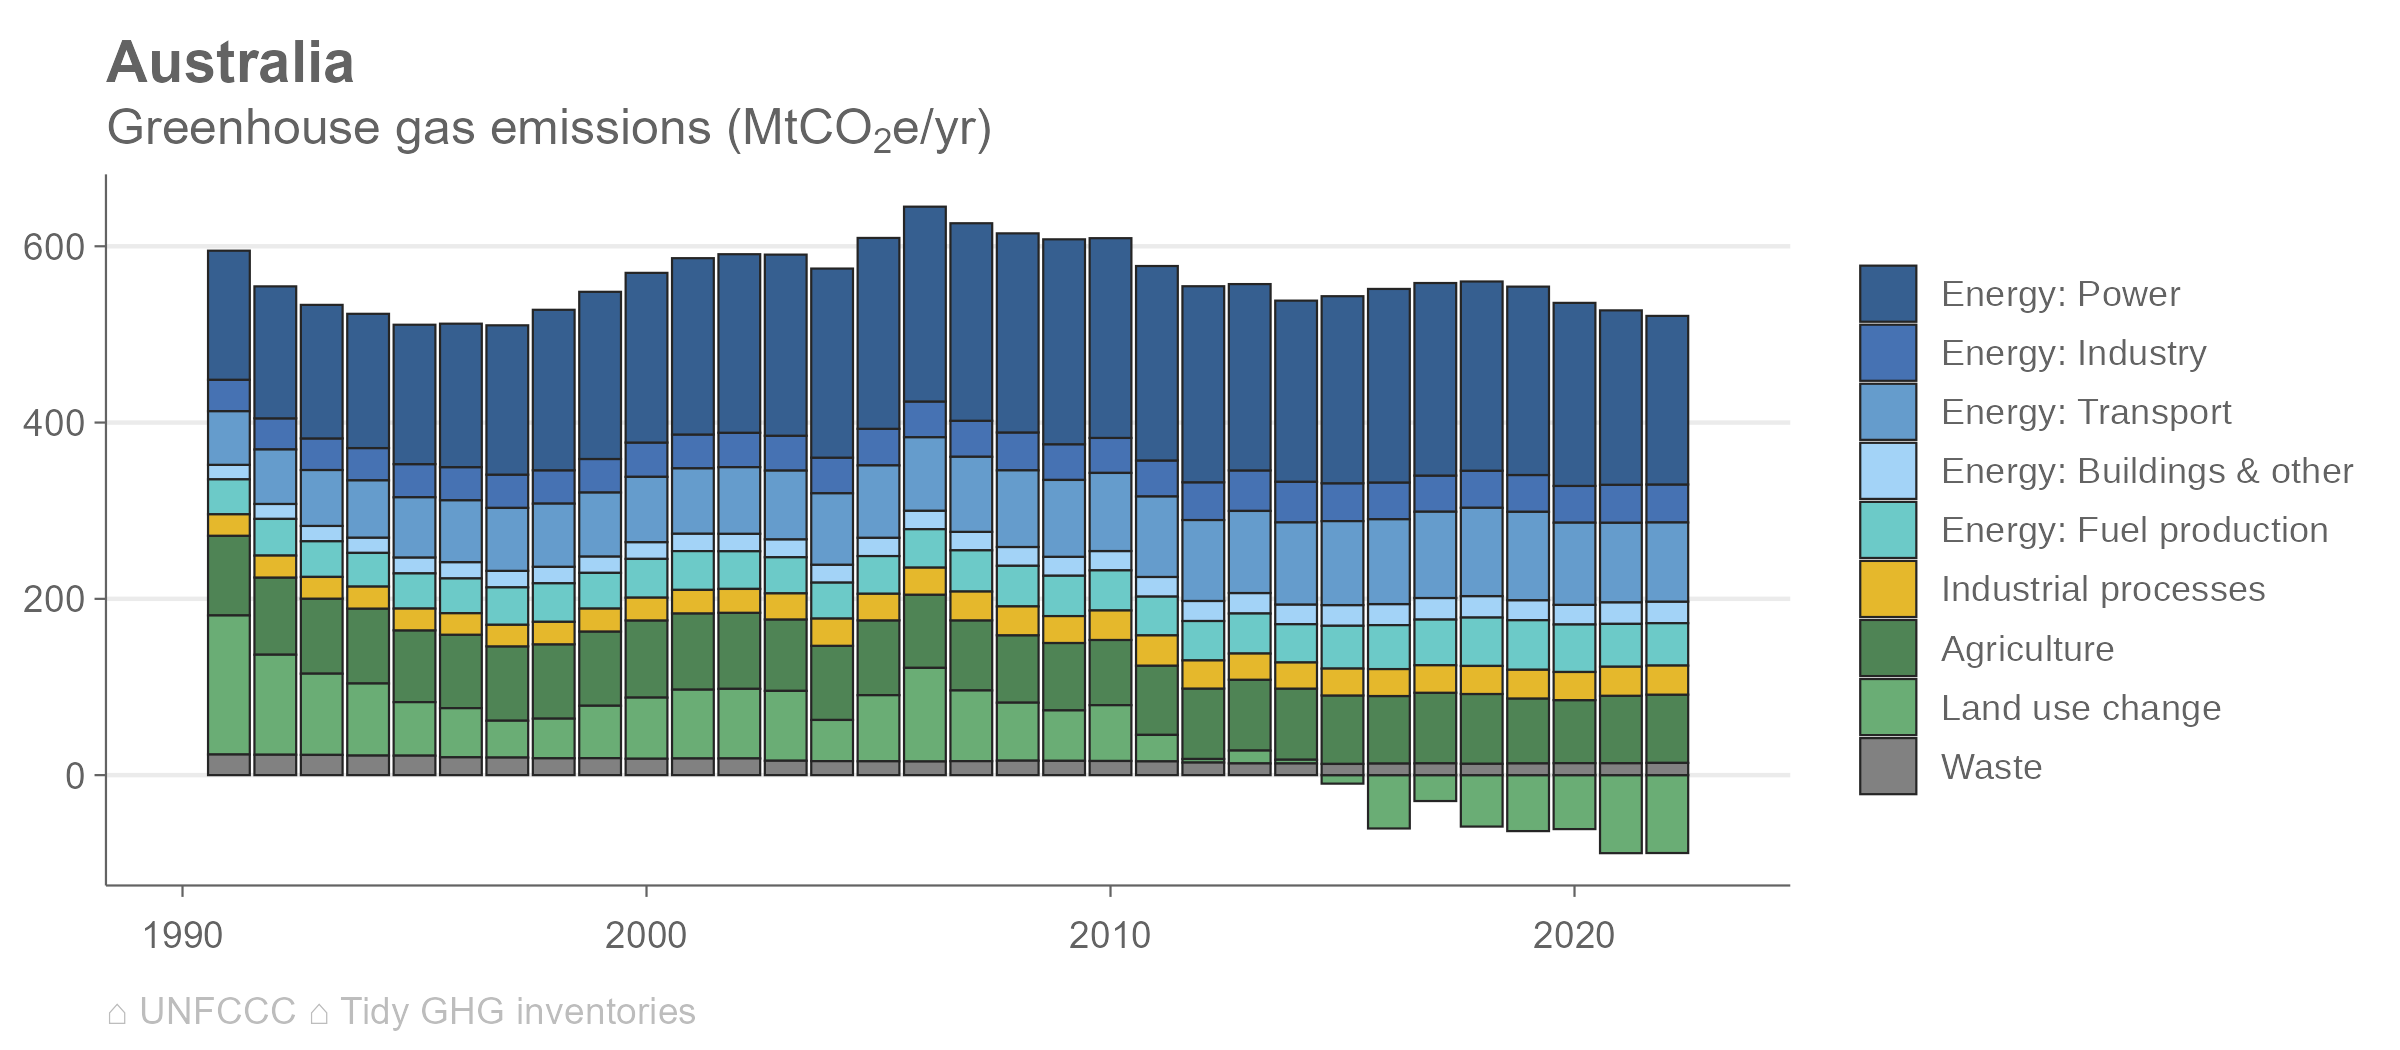 Australia
Greenhouse gas emissions (MtCO₂e/yr)
600
400
200
0
1990
2000
2010
2020
Energy: Power
Energy: Industry
Energy: Transport
Energy: Buildings & other
Energy: Fuel production
Industrial processes
Agriculture
Land use change
Waste
⌂ UNFCCC ⌂ Tidy GHG inventories